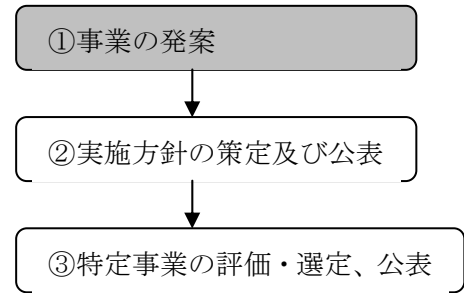 ①事業の発案
②実施方針の策定及び公表
③特定事業の評価・選定、公表